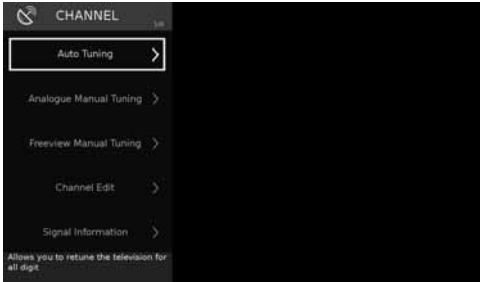 CHANNEL
Auto Tuning
Analogue Manual Tuning
Freeview Manual Tuning
Channel Edit
Signal Information
Allows you to retune the television for
all digit